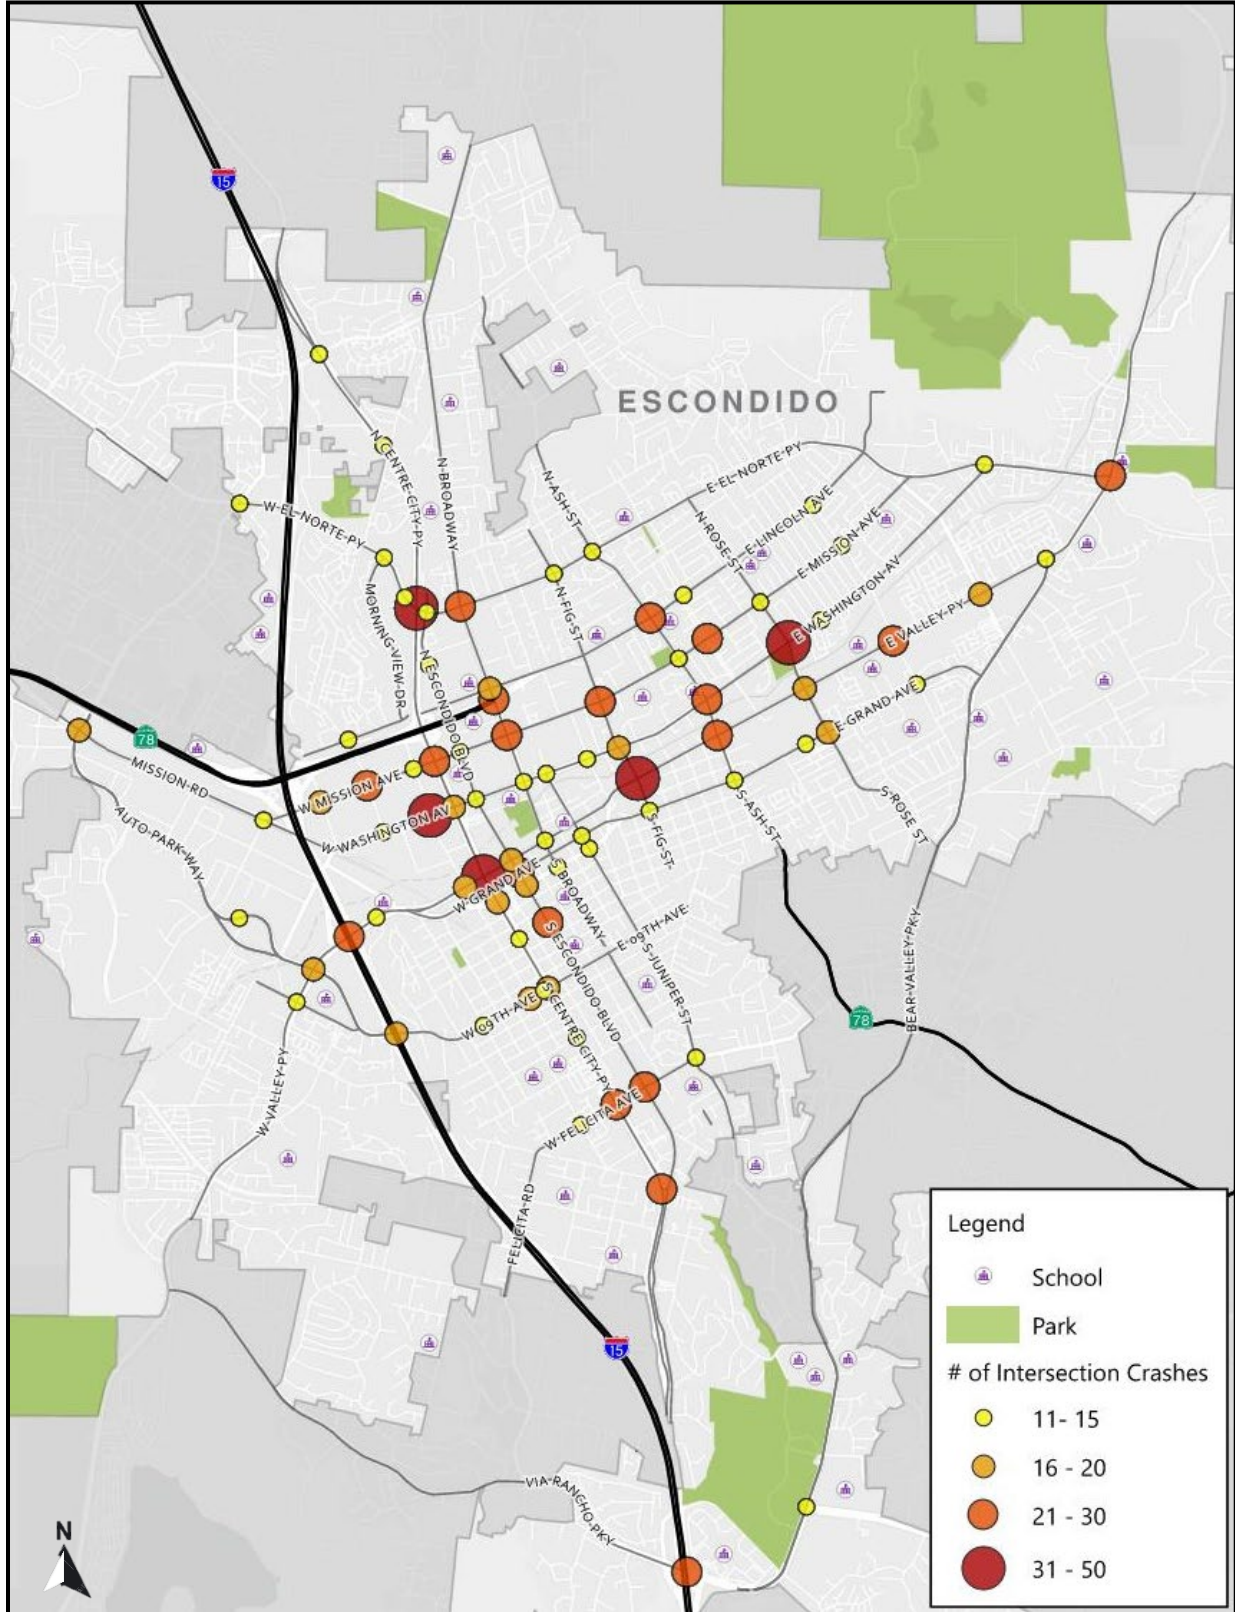 15
ESCONDIDO
N-CENTRE-CITY-PY
N-BROADWAY
N-ASH-ST
E-EL-NORTE-PY
W-EL-NORTE-PY
N-ROSE-ST
E-LINCOLN-AVE
E-MISSION-AVE
E-WASHINGTON-AV
MORNING-VIEW-DR
N-FIG-ST
N-ESCONDIDO-BLVD
E VALLEY-PY
E-GRAND-AVE
78
MISSION-RD
W MISSION AVE
W-WASHINGTON AV
AUTO-PARK-WAY
S-FIG-ST
S-ASH-ST
S-ROSE ST
W-GRAND AVE
S-BROADWAY
E-09TH-AVE
S-JUNIPER-ST
S ESCONDIDO-BLVD
W-09TH-AVE
S-CENTRE-CITY-PY
BEAR-VALLEY-PKY
78
W-VALLEY-PY
W-FELICITA AVE
FELICITA-RD
15
VIA-RANCHO-PKY
N
Legend
School
Park
# of Intersection Crashes
11- 15
16 - 20
21 - 30
31 - 50